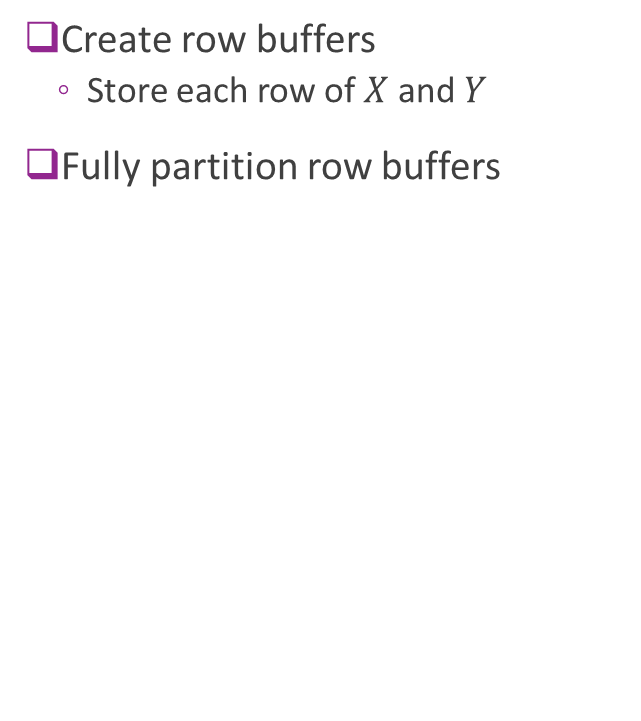 ❑Create row buffers
◦ Store each row of 𝑋 and 𝑌
❑Fully partition row buffers